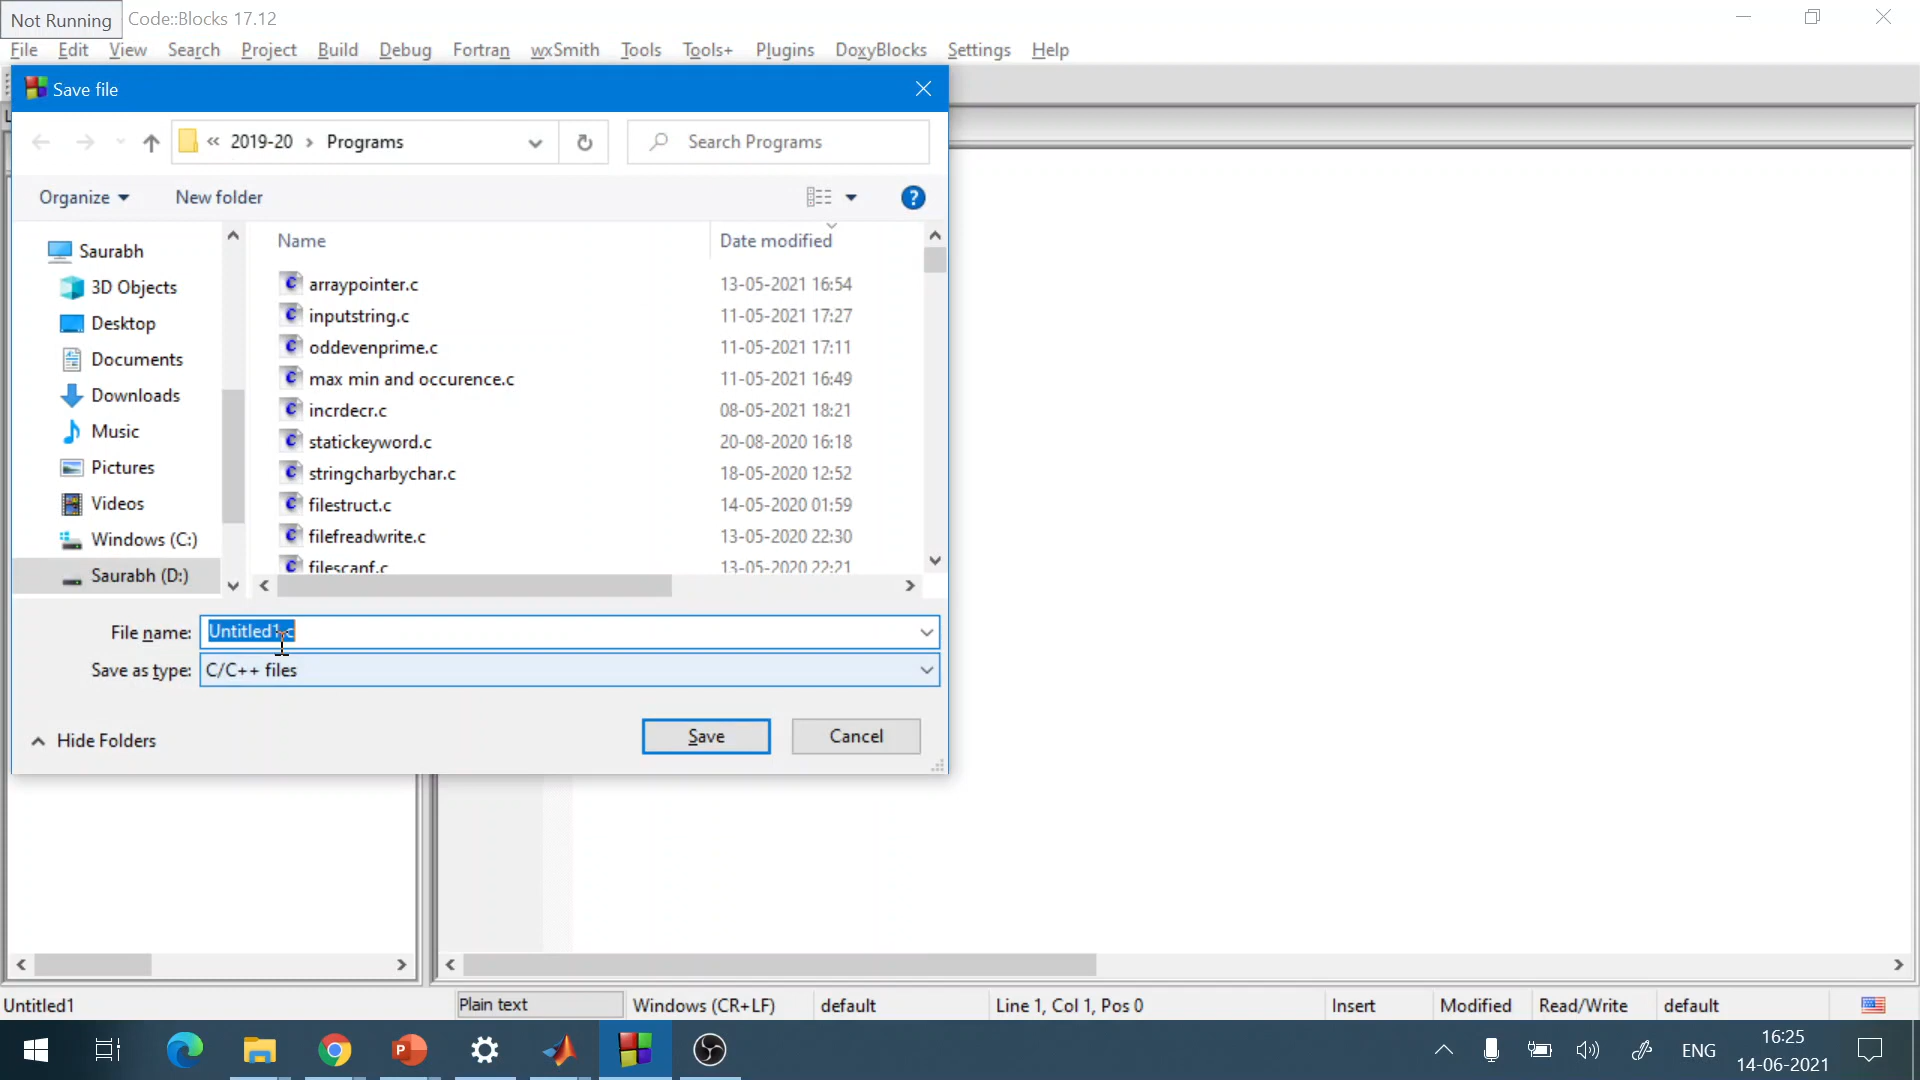 Not Running
Code::Blocks 17.12
File Edit View Search Project Build Debug Fortran wxSmith Tools Tools+ Plugins DoxyBlocks Settings Help
Save file
« 2019-20 › Programs
Search Programs
Organize
New folder
Name
Date modified
Saurabh
3D Objects
Desktop
Documents
Downloads
Music
Pictures
Videos
Windows (C:)
Saurabh (D:)
arraypointer.c 13-05-2021 16:54
inputstring.c 11-05-2021 17:27
oddevenprime.c 11-05-2021 17:11
max min and occurence.c 11-05-2021 16:49
incrdecr.c 08-05-2021 18:21
statickeyword.c 20-08-2020 16:18
stringcharbychar.c 18-05-2020 12:52
filestruct.c 14-05-2020 01:59
filefreadwrite.c 13-05-2020 22:30
filescanf.c 13-05-2020 22:21
File name: Untitled1.c
Save as type: C/C++ files
Hide Folders
Save
Cancel
Untitled1
Plain text
Windows (CR+LF)
default
Line 1, Col 1, Pos 0
Insert
Modified
Read/Write
default
ENG
16:25
14-06-2021